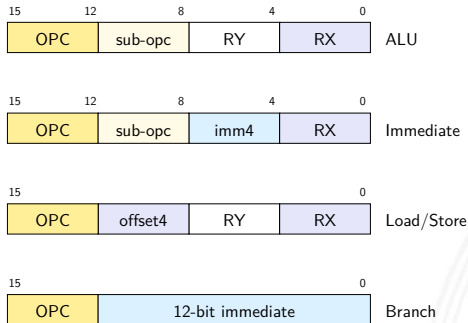 15 12 8 4 0
OPC sub-opc RY RX ALU
15 12 8 4 0
OPC sub-opc imm4 RX Immediate
15 0
OPC offset4 RY RX Load/Store
15 0
OPC 12-bit immediate Branch